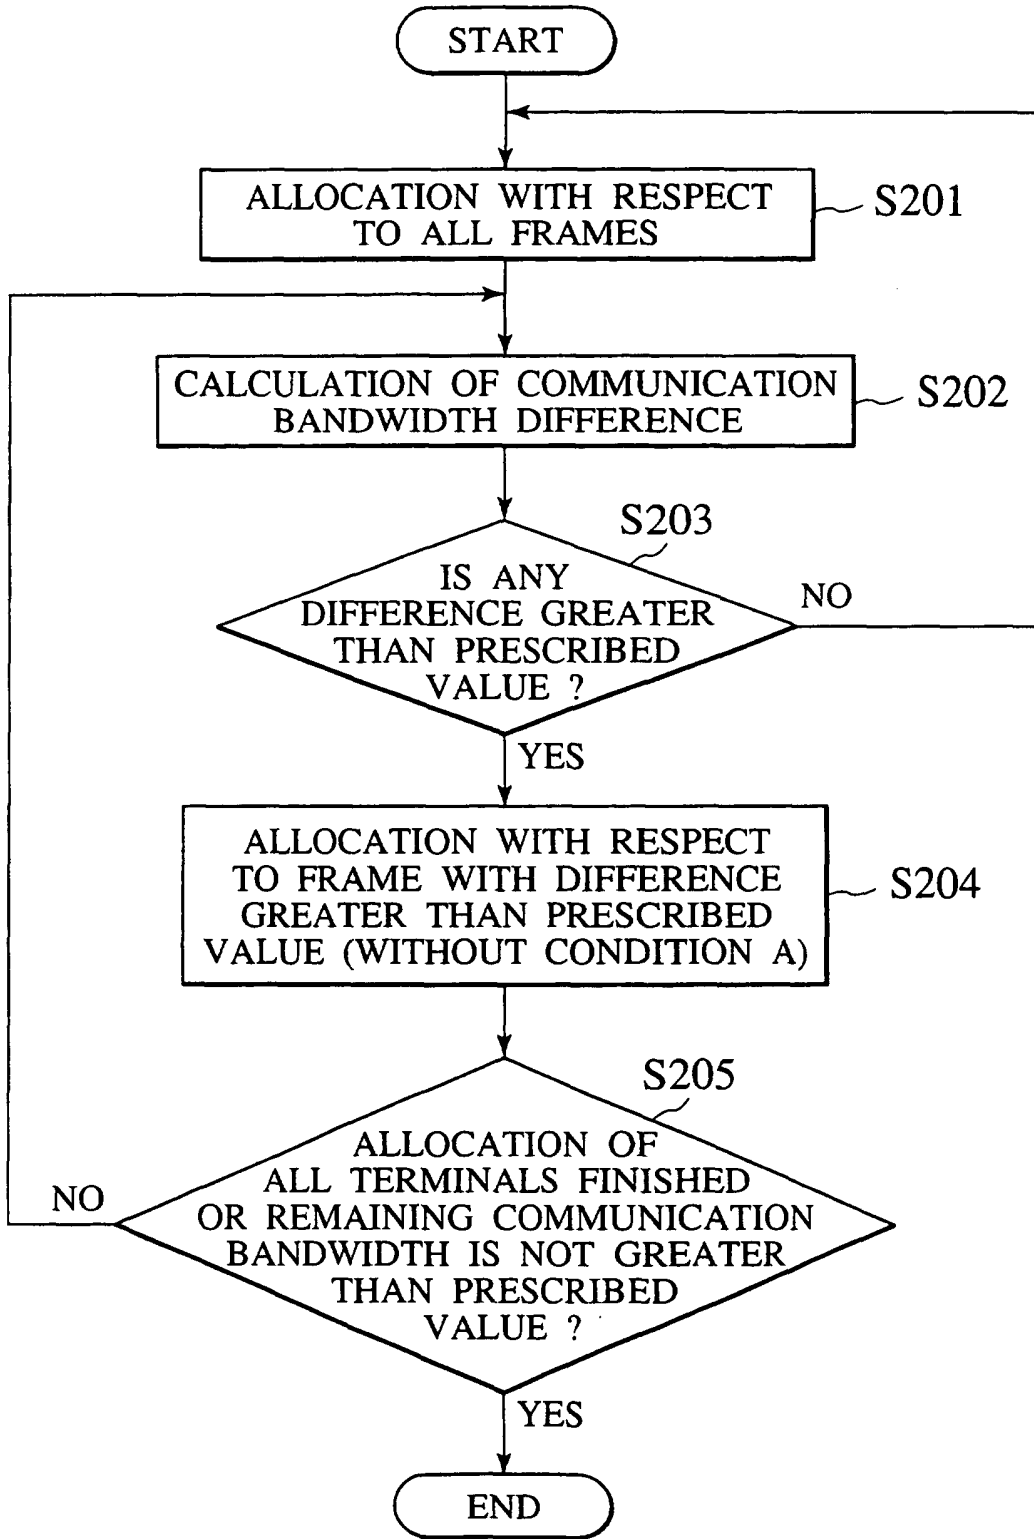 START
ALLOCATION WITH RESPECT
TO ALL FRAMES
S201
CALCULATION OF COMMUNICATION
BANDWIDTH DIFFERENCE
S202
S203
IS ANY
DIFFERENCE GREATER
THAN PRESCRIBED
VALUE ?
NO
YES
ALLOCATION WITH RESPECT
TO FRAME WITH DIFFERENCE
GREATER THAN PRESCRIBED
VALUE (WITHOUT CONDITION A)
S204
S205
ALLOCATION OF
ALL TERMINALS FINISHED
OR REMAINING COMMUNICATION
BANDWIDTH IS NOT GREATER
THAN PRESCRIBED
VALUE ?
NO
YES
END